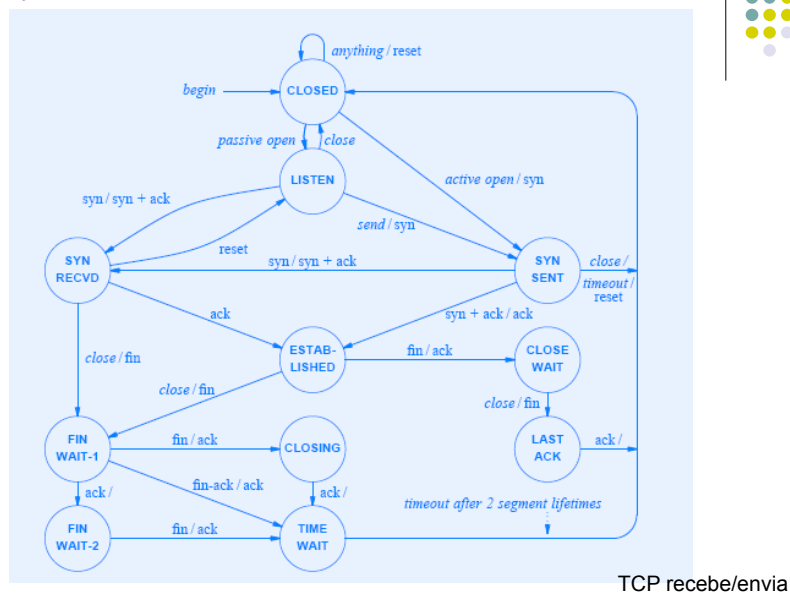 anything / reset
begin
CLOSED
passive open
close
LISTEN
active open / syn
syn / syn + ack
send / syn
reset
SYN
RECVD
syn / syn + ack
SYN
SENT
close /
timeout /
reset
ack
syn + ack / ack
ESTAB-
LISHED
fin / ack
CLOSE
WAIT
close / fin
close / fin
close / fin
FIN
WAIT-1
fin / ack
CLOSING
LAST
ACK
ack /
ack /
fin-ack / ack
ack /
timeout after 2 segment lifetimes
FIN
WAIT-2
fin / ack
TIME
WAIT
TCP recebe/envia